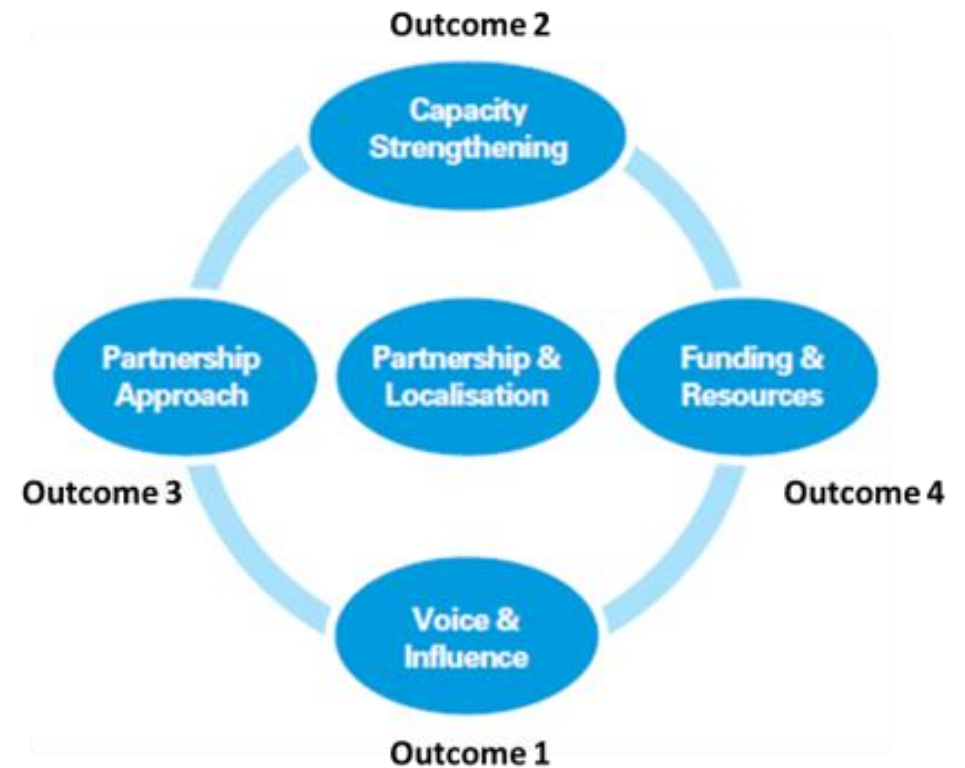 Outcome 2
Capacity
Strengthening
Partnership
Approach
Partnership &
Localisation
Funding &
Resources
Outcome 3
Outcome 4
Voice &
Influence
Outcome 1